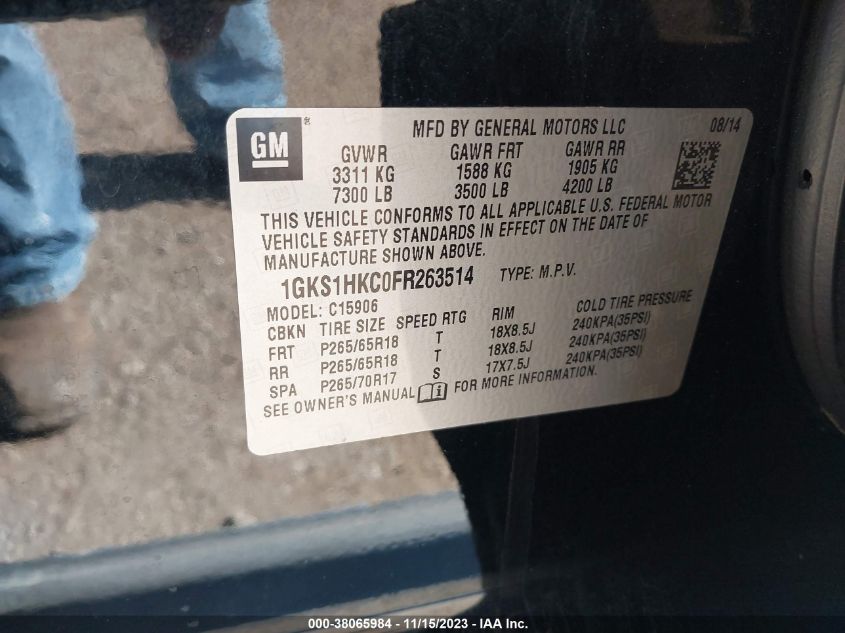 GM ®
MFD BY GENERAL MOTORS LLC 08/14
GVWR GAWR FRT GAWR RR
3311 KG 1588 KG 1905 KG
7300 LB 3500 LB 4200 LB
THIS VEHICLE CONFORMS TO ALL APPLICABLE U.S. FEDERAL MOTOR
VEHICLE SAFETY STANDARDS IN EFFECT ON THE DATE OF
MANUFACTURE SHOWN ABOVE.
1GKS1HKC0FR263514 TYPE: M.P.V.
MODEL: C15906
CBKN TIRE SIZE SPEED RTG RIM COLD TIRE PRESSURE
FRT P265/65R18 T 18X8.5J 240KPA(35PSI)
RR P265/65R18 T 18X8.5J 240KPA(35PSI)
SPA P265/70R17 S 17X7.5J 240KPA(35PSI)
SEE OWNER'S MANUAL i FOR MORE INFORMATION.
000-38065984 - 11/15/2023 - IAA, Inc.